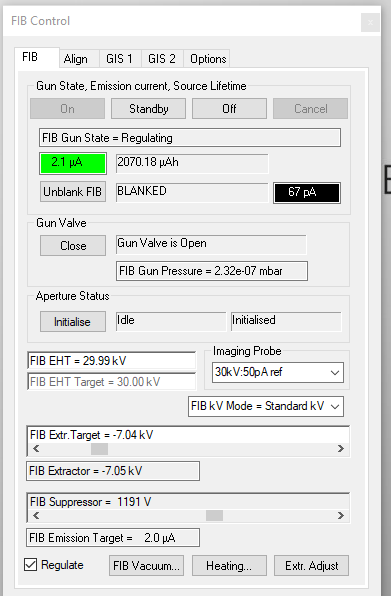 FIB Control
x
FIB Align GIS 1 GIS 2 Options
Gun State, Emission current, Source Lifetime
On Standby Off Cancel
FIB Gun State = Regulating
2.1 µA 2070.18 µAh
Unblank FIB BLANKED 67 pA
Gun Valve
Close Gun Valve is Open
FIB Gun Pressure = 2.32e-07 mbar
Aperture Status
Initialise Idle Initialised
FIB EHT = 29.99 kV
FIB EHT Target = 30.00 kV
Imaging Probe
30kV:50pA ref
FIB kV Mode = Standard kV
FIB Extr.Target = -7.04 kV
FIB Extractor = -7.05 kV
FIB Suppressor = 1191 V
FIB Emission Target = 2.0 µA
Regulate FIB Vacuum... Heating... Extr. Adjust